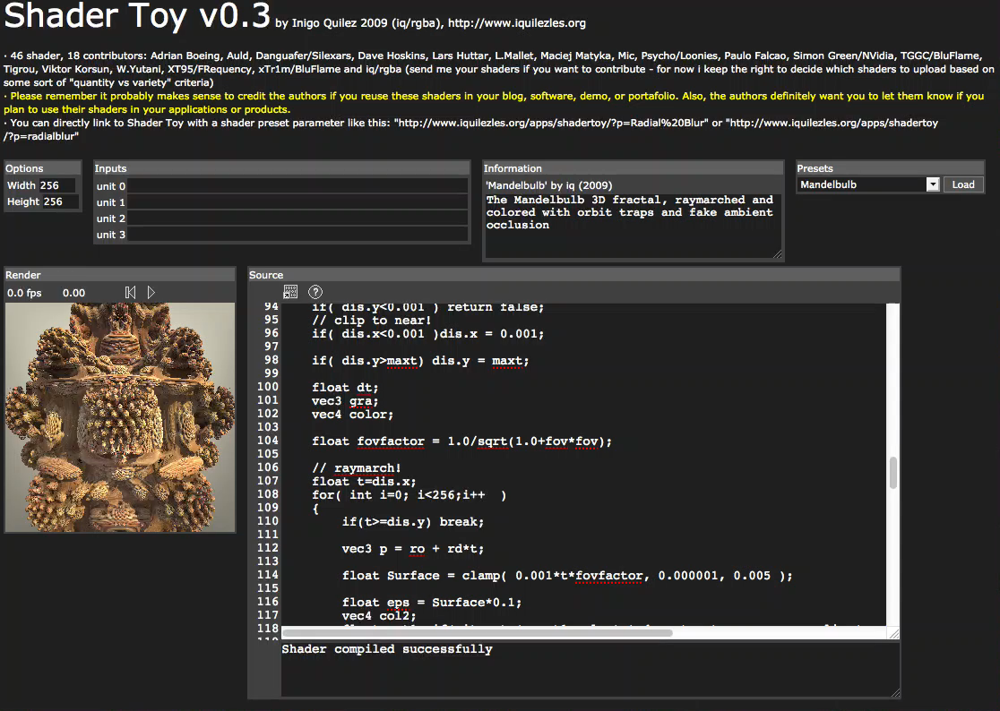 Shader Toy v0.3 by Inigo Quilez 2009 (iq/rgba), http://www.iquilezles.org
· 46 shader, 18 contributors: Adrian Boeing, Auld, Danguafer/Silexars, Dave Hoskins, Lars Huttar, L.Mallet, Maciej Matyka, Mic, Psycho/Loonies, Paulo Falcao, Simon Green/NVidia, TGGC/BluFlame,
Tigrou, Viktor Korsun, W.Yutani, XT95/FRequency, xTr1m/BluFlame and iq/rgba (send me your shaders if you want to contribute - for now i keep the right to decide which shaders to upload based on
some sort of "quantity vs variety" criteria)
· Please remember it probably makes sense to credit the authors if you reuse these shaders in your blog, software, demo, or portafolio. Also, the authors definitely want you to let them know if you
plan to use their shaders in your applications or products.
· You can directly link to Shader Toy with a shader preset parameter like this: "http://www.iquilezles.org/apps/shadertoy/?p=Radial%20Blur" or "http://www.iquilezles.org/apps/shadertoy
/?p=radialblur"
Options
Width 256
Height 256
Inputs
unit 0
unit 1
unit 2
unit 3
Information
'Mandelbulb' by iq (2009)
The Mandelbulb 3D fractal, raymarched and
colored with orbit traps and fake ambient
occlusion
Presets
Mandelbulb Load
Render
0.0 fps 0.00
Source
?
94 if( dis.y<0.001 ) return false;
95 // clip to near!
96 if( dis.x<0.001 )dis.x = 0.001;
97
98 if( dis.y>maxt) dis.y = maxt;
99
100 float dt;
101 vec3 gra;
102 vec4 color;
103
104 float fovfactor = 1.0/sqrt(1.0+fov*fov);
105
106 // raymarch!
107 float t=dis.x;
108 for( int i=0; i<256;i++  )
109 {
110 if(t>=dis.y) break;
111
112 vec3 p = ro + rd*t;
113
114 float Surface = clamp( 0.001*t*fovfactor, 0.000001, 0.005 );
115
116 float eps = Surface*0.1;
117 vec4 col2;
118
Shader compiled successfully